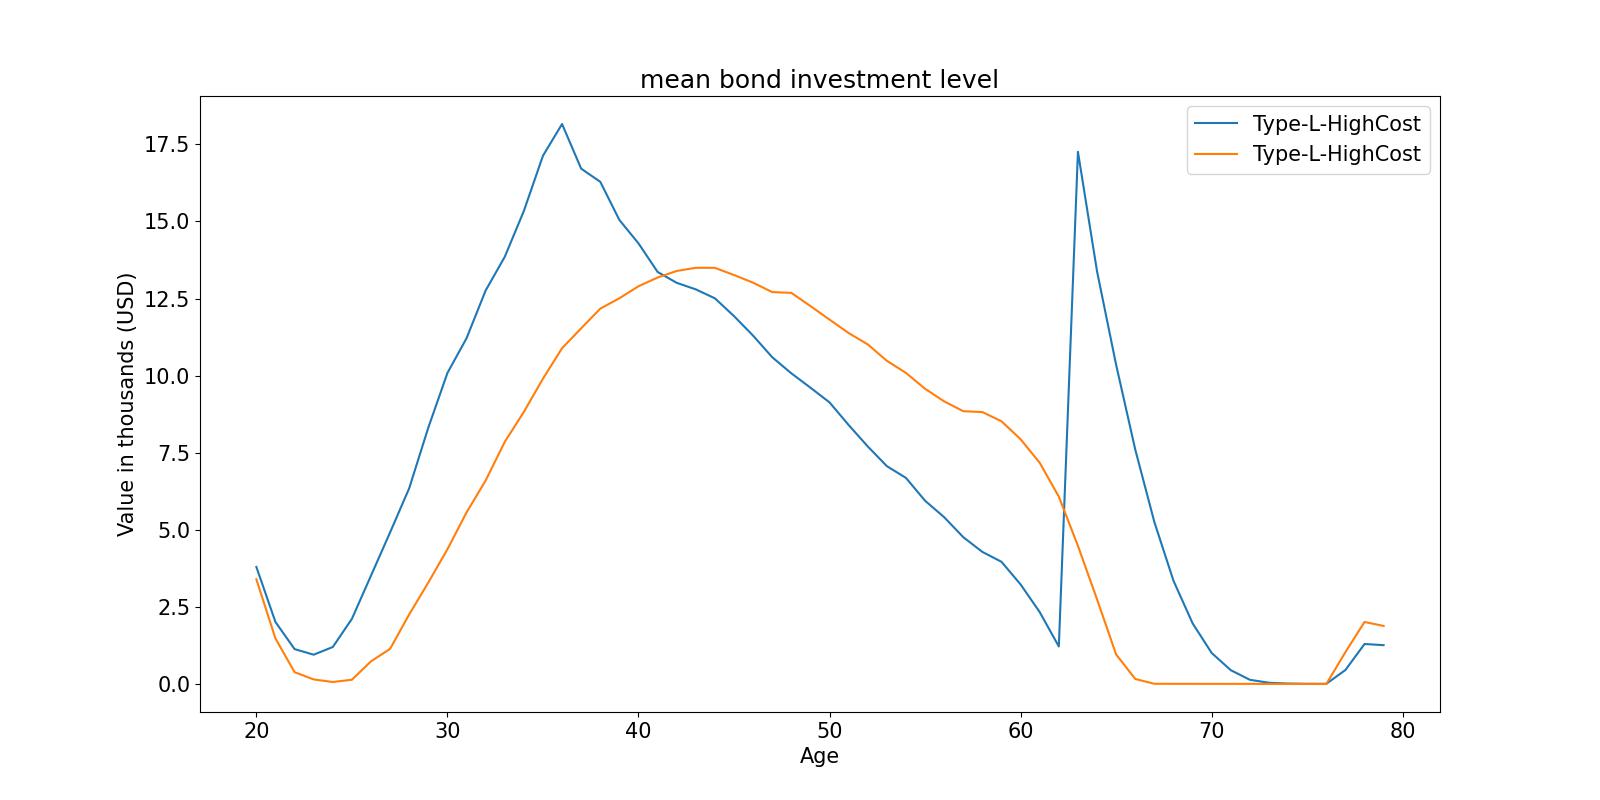 mean bond investment level
Type-L-HighCost
Type-L-HighCost
Value in thousands (USD)
17.5
15.0
12.5
10.0
7.5
5.0
2.5
0.0
20 30 40 50 60 70 80
Age